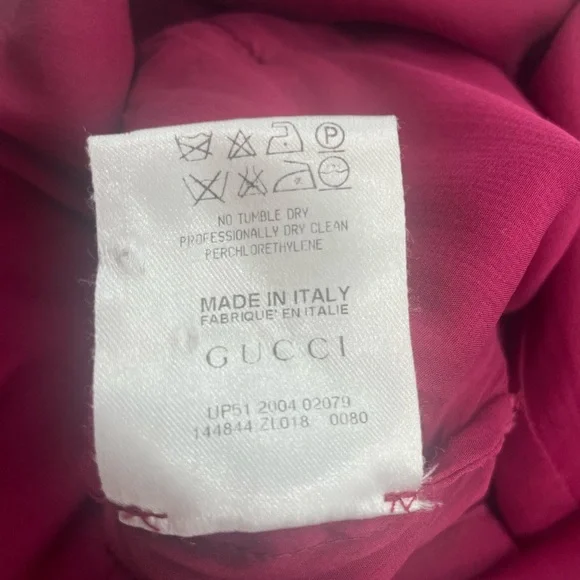 P
NO TUMBLE DRY
PROFESSIONALLY DRY CLEAN
PERCHLORETHYLENE
MADE IN ITALY
FABRIQUE' EN ITALIE
GUCCI
UP51 2004 02079
144844 ZL018 0080